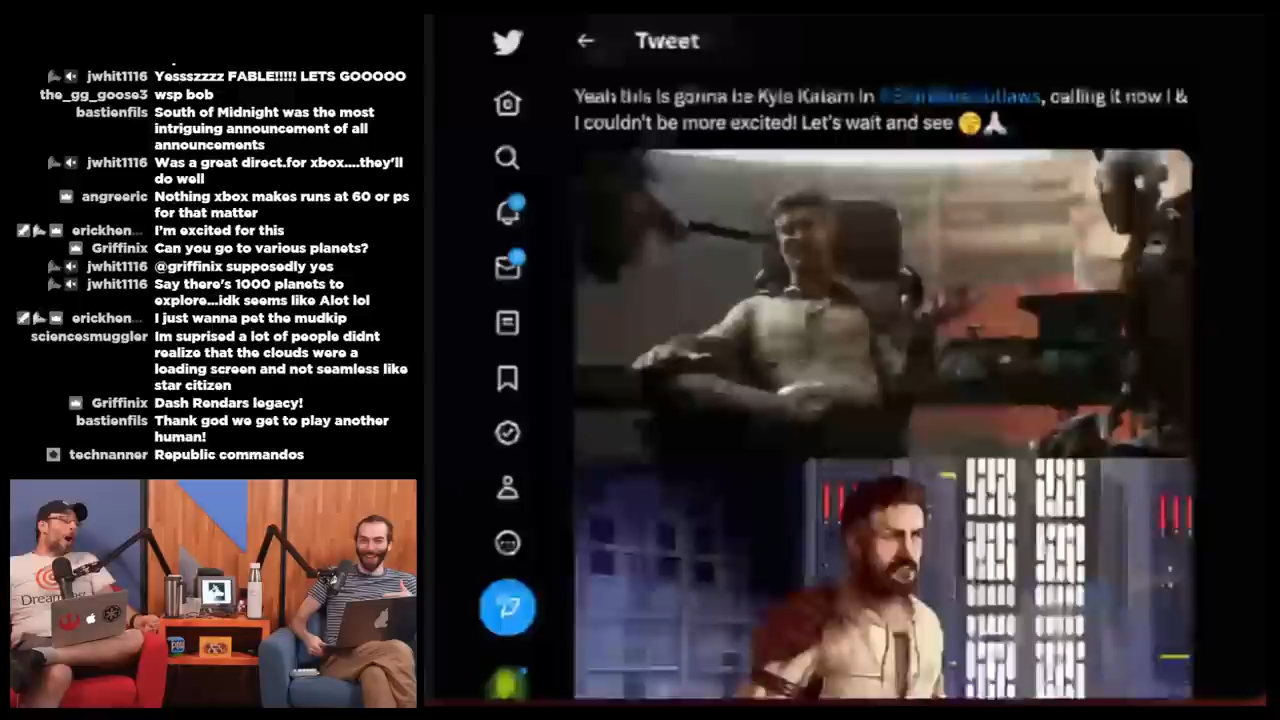 jwhit1116 Yessszzzz FABLE!!!!! LETS GOOOOO
the_gg_goose3 wsp bob
bastienfils South of Midnight was the most
intriguing announcement of all
announcements
jwhit1116 Was a great direct.for xbox....they'll
do well
angreeric Nothing xbox makes runs at 60 or ps
for that matter
erickhen... I'm excited for this
Griffinix Can you go to various planets?
jwhit1116 @griffinix supposedly yes
jwhit1116 Say there's 1000 planets to
explore...idk seems like Alot lol
erickhen... I just wanna pet the mudkip
sciencesmuggler Im suprised a lot of people didnt
realize that the clouds were a
loading screen and not seamless like
star citizen
Griffinix Dash Rendars legacy!
bastienfils Thank god we get to play another
human!
technanner Republic commandos
Tweet
Yeah this is gonna be Kyle Katarn in , calling it now ! &
I couldn't be more excited! Let's wait and see